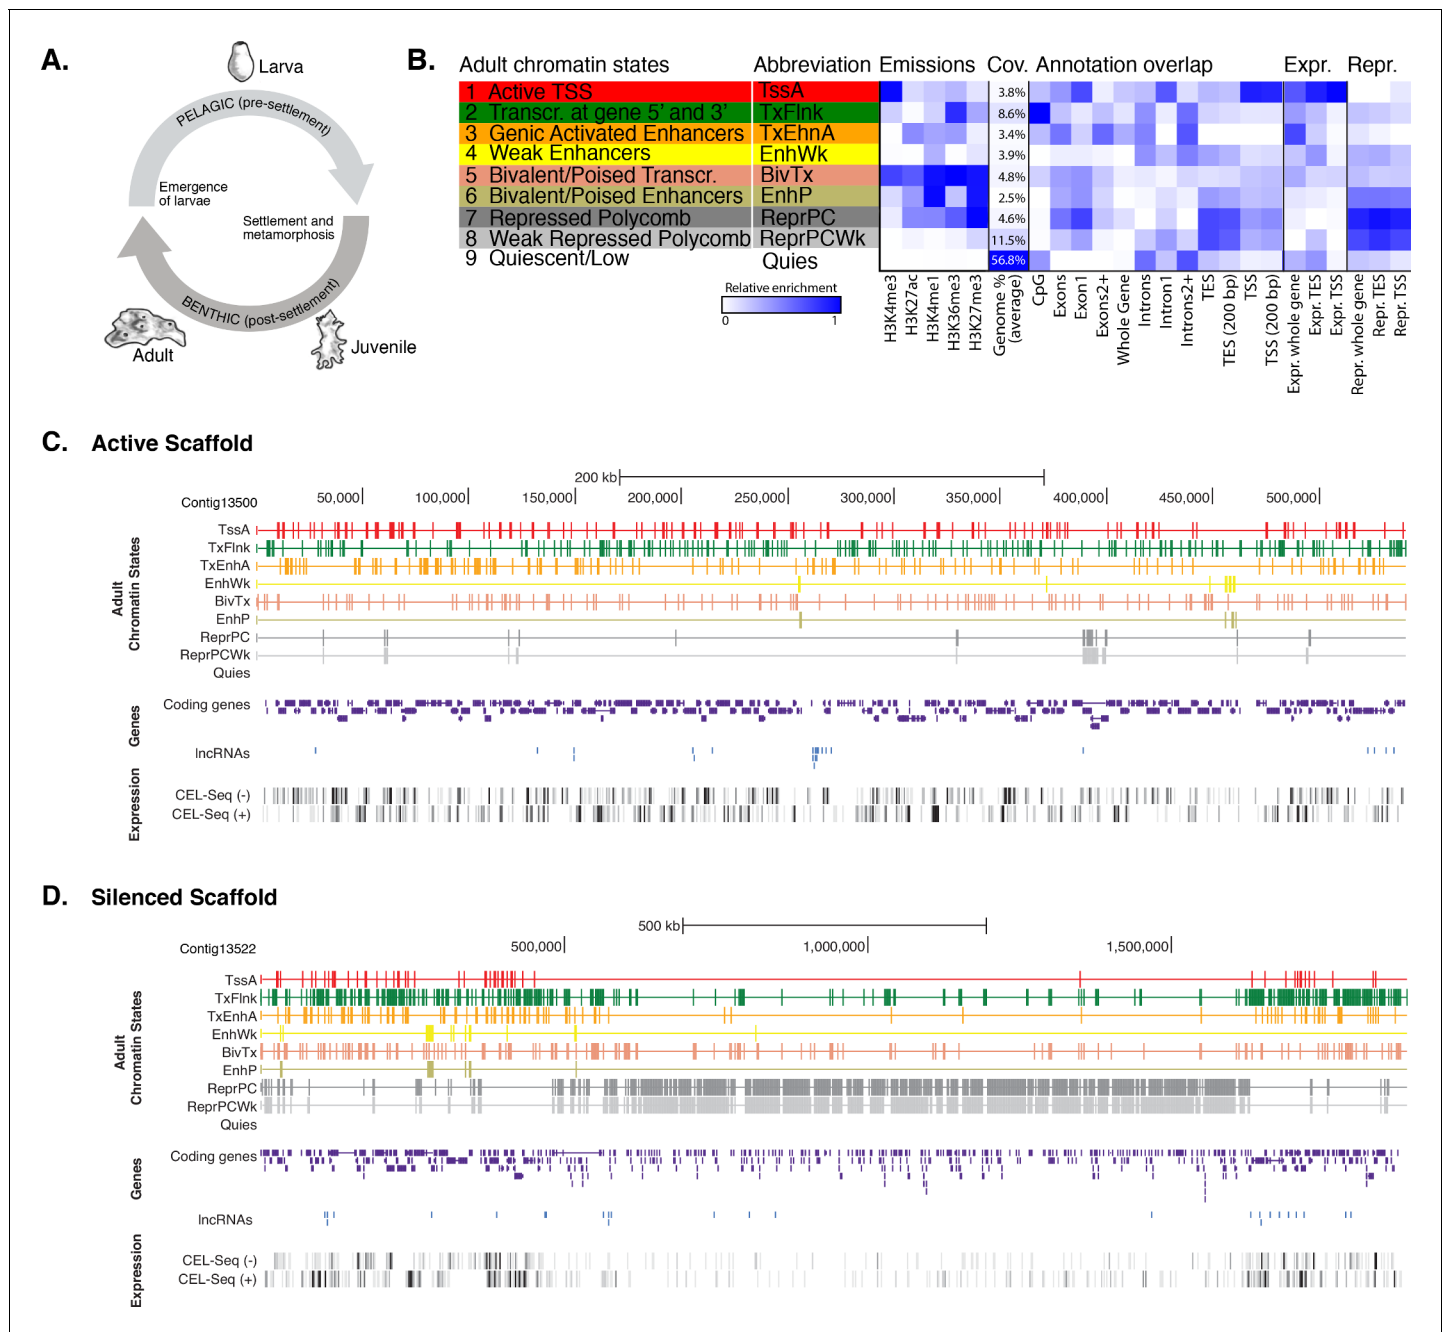 A.
Larva
PELAGIC (pre-settlement)
Emergence
of larvae
Settlement and
metamorphosis
BENTHIC (post-settlement)
Adult
Juvenile
B.
Adult chromatin states Abbreviation Emissions Cov. Annotation overlap Expr. Repr.
1 Active TSS TssA 3.8%
2 Transcr. at gene 5' and 3' TxFlnk 8.6%
3 Genic Activated Enhancers TxEhnA 3.4%
4 Weak Enhancers EnhWk 3.9%
5 Bivalent/Poised Transcr. BivTx 4.8%
6 Bivalent/Poised Enhancers EnhP 2.5%
7 Repressed Polycomb ReprPC 4.6%
8 Weak Repressed Polycomb ReprPCWk 11.5%
9 Quiescent/Low Quies 56.8%
Relative enrichment
0 1
H3K4me3
H3K27ac
H3K4me1
H3K36me3
H3K27me3
Genome %
(average)
CpG
Exons
Exon1
Exons2+
Whole Gene
Introns
Intron1
Introns2+
TES
TES (200 bp)
TSS
TSS (200 bp)
Expr. whole gene
Expr. TES
Expr. TSS
Repr. whole gene
Repr. TES
Repr. TSS
C. Active Scaffold
200 kb
Contig13500 50,000 100,000 150,000 200,000 250,000 300,000 350,000 400,000 450,000 500,000
Adult
Chromatin States
TssA
TxFlnk
TxEnhA
EnhWk
BivTx
EnhP
ReprPC
ReprPCWk
Quies
Genes
Coding genes
lncRNAs
Expression
CEL-Seq (-)
CEL-Seq (+)
D. Silenced Scaffold
500 kb
Contig13522 500,000 1,000,000 1,500,000
Adult
Chromatin States
TssA
TxFlnk
TxEnhA
EnhWk
BivTx
EnhP
ReprPC
ReprPCWk
Quies
Genes
Coding genes
lncRNAs
Expression
CEL-Seq (-)
CEL-Seq (+)